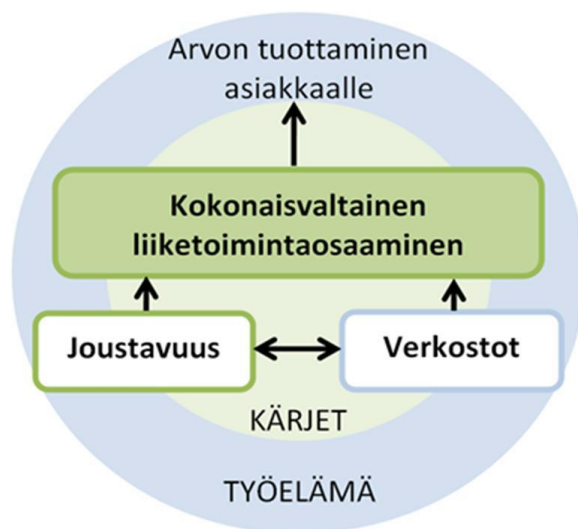 Arvon tuottaminen
asiakkaalle
Kokonaisvaltainen
liiketoimintaosaaminen
Joustavuus
Verkostot
KÄRJET
TYÖELÄMÄ